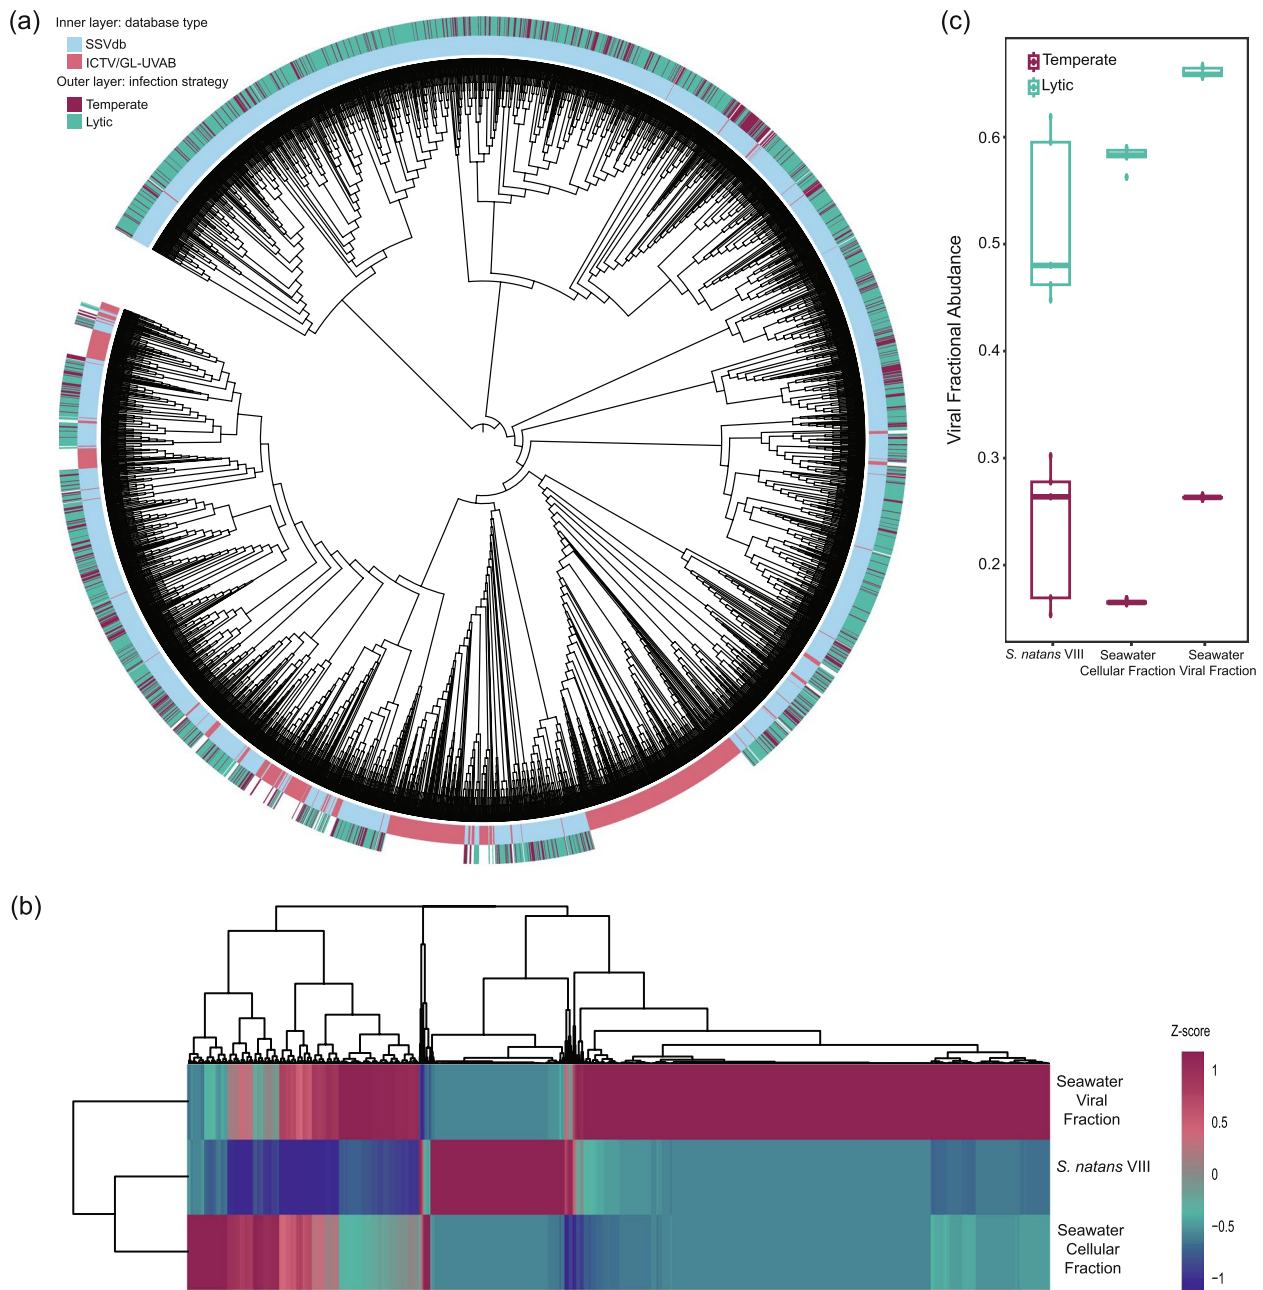 (a)
Inner layer: database type
SSVdb
ICTV/GL-UVAB
Outer layer: infection strategy
Temperate
Lytic
(c)
Temperate
Lytic
Viral Fractional Abudance
0.6
0.5
0.4
0.3
0.2
S. natans VIII
Seawater
Cellular Fraction
Seawater
Viral Fraction
(b)
Seawater
Viral
Fraction
S. natans VIII
Seawater
Cellular
Fraction
Z-score
1
0.5
0
−0.5
−1